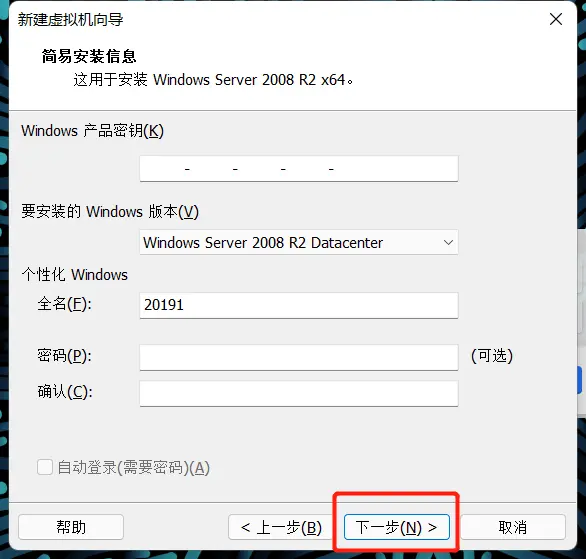 新建虚拟机向导
简易安装信息
这用于安装 Windows Server 2008 R2 x64。
Windows 产品密钥(K)
- - - -
要安装的 Windows 版本(V)
Windows Server 2008 R2 Datacenter
个性化 Windows
全名(F): 20191
密码(P): (可选)
确认(C):
自动登录(需要密码)(A)
帮助 < 上一步(B) 下一步(N) > 取消